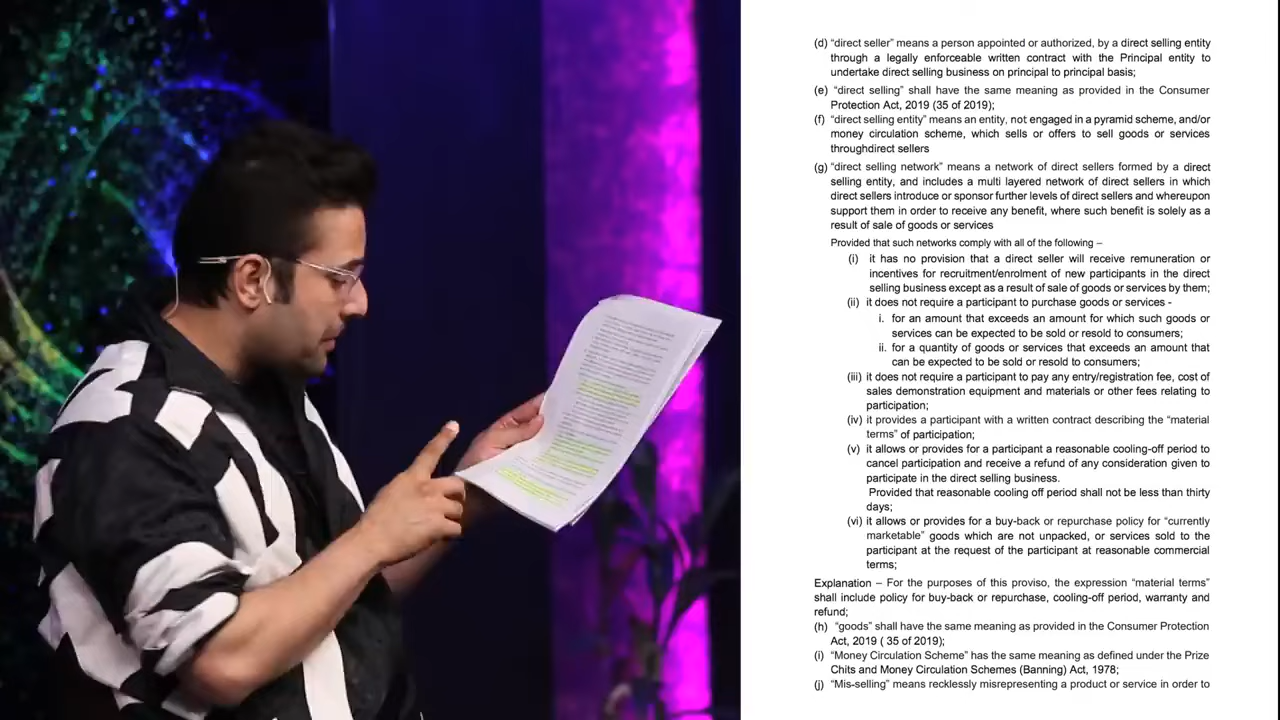 (d) “direct seller” means a person appointed or authorized, by a direct selling entity
through a legally enforceable written contract with the Principal entity to
undertake direct selling business on principal to principal basis;
(e) “direct selling” shall have the same meaning as provided in the Consumer
Protection Act, 2019 (35 of 2019);
(f) “direct selling entity” means an entity, not engaged in a pyramid scheme, and/or
money circulation scheme, which sells or offers to sell goods or services
throughdirect sellers
(g) “direct selling network” means a network of direct sellers formed by a direct
selling entity, and includes a multi layered network of direct sellers in which
direct sellers introduce or sponsor further levels of direct sellers and whereupon
support them in order to receive any benefit, where such benefit is solely as a
result of sale of goods or services
Provided that such networks comply with all of the following –
(i) it has no provision that a direct seller will receive remuneration or
incentives for recruitment/enrolment of new participants in the direct
selling business except as a result of sale of goods or services by them;
(ii) it does not require a participant to purchase goods or services -
i. for an amount that exceeds an amount for which such goods or
services can be expected to be sold or resold to consumers;
ii. for a quantity of goods or services that exceeds an amount that
can be expected to be sold or resold to consumers;
(iii) it does not require a participant to pay any entry/registration fee, cost of
sales demonstration equipment and materials or other fees relating to
participation;
(iv) it provides a participant with a written contract describing the “material
terms” of participation;
(v) it allows or provides for a participant a reasonable cooling-off period to
cancel participation and receive a refund of any consideration given to
participate in the direct selling business.
Provided that reasonable cooling off period shall not be less than thirty
days;
(vi) it allows or provides for a buy-back or repurchase policy for “currently
marketable” goods which are not unpacked, or services sold to the
participant at the request of the participant at reasonable commercial
terms;
Explanation – For the purposes of this proviso, the expression “material terms”
shall include policy for buy-back or repurchase, cooling-off period, warranty and
refund;
(h) “goods” shall have the same meaning as provided in the Consumer Protection
Act, 2019 ( 35 of 2019);
(i) “Money Circulation Scheme” has the same meaning as defined under the Prize
Chits and Money Circulation Schemes (Banning) Act, 1978;
(j) “Mis-selling” means recklessly misrepresenting a product or service in order to